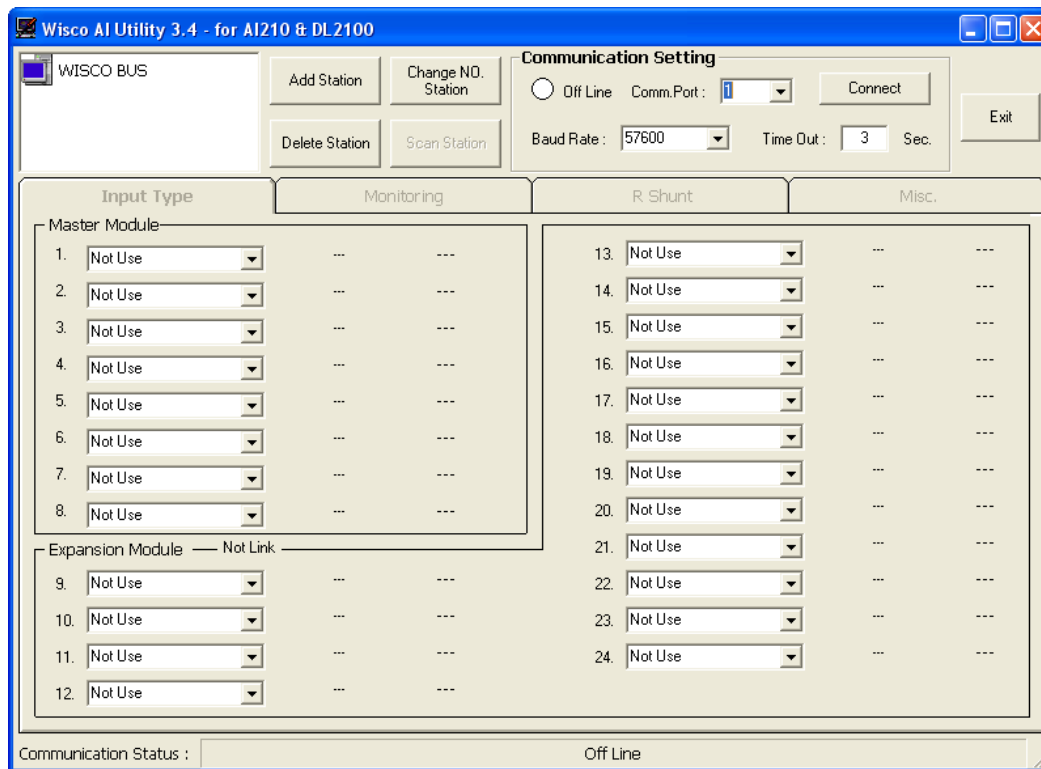 Wisco AI Utility 3.4 - for AI210 & DL2100
WISCO BUS
Add Station
Change NO. Station
Delete Station
Scan Station
Communication Setting
Off Line Comm.Port : 1 Connect
Baud Rate : 57600 Time Out : 3 Sec.
Exit
Input Type Monitoring R Shunt Misc.
Master Module
1. Not Use --- ---
2. Not Use --- ---
3. Not Use --- ---
4. Not Use --- ---
5. Not Use --- ---
6. Not Use --- ---
7. Not Use --- ---
8. Not Use --- ---
Expansion Module Not Link
9. Not Use --- ---
10. Not Use --- ---
11. Not Use --- ---
12. Not Use --- ---
13. Not Use --- ---
14. Not Use --- ---
15. Not Use --- ---
16. Not Use --- ---
17. Not Use --- ---
18. Not Use --- ---
19. Not Use --- ---
20. Not Use --- ---
21. Not Use --- ---
22. Not Use --- ---
23. Not Use --- ---
24. Not Use --- ---
Communication Status : Off Line